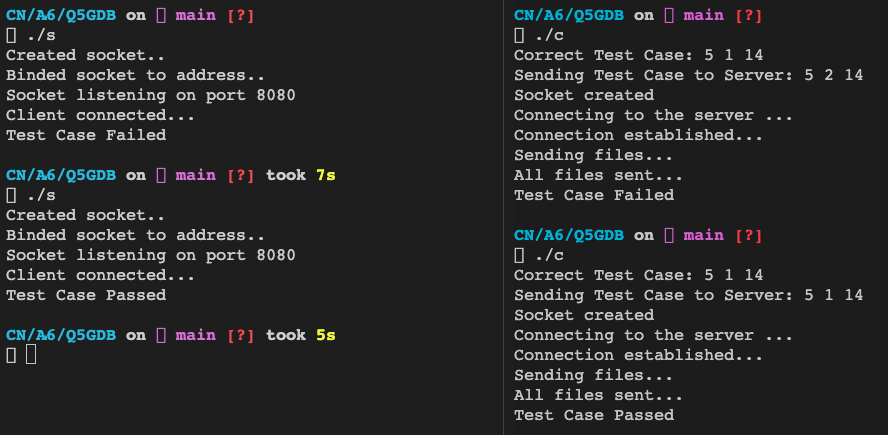 CN/A6/Q5GDB on main [?]
./s
Created socket..
Binded socket to address..
Socket listening on port 8080
Client connected...
Test Case Failed
CN/A6/Q5GDB on main [?] took 7s
./s
Created socket..
Binded socket to address..
Socket listening on port 8080
Client connected...
Test Case Passed
CN/A6/Q5GDB on main [?] took 5s
CN/A6/Q5GDB on main [?]
./c
Correct Test Case: 5 1 14
Sending Test Case to Server: 5 2 14
Socket created
Connecting to the server ...
Connection established...
Sending files...
All files sent...
Test Case Failed
CN/A6/Q5GDB on main [?]
./c
Correct Test Case: 5 1 14
Sending Test Case to Server: 5 1 14
Socket created
Connecting to the server ...
Connection established...
Sending files...
All files sent...
Test Case Passed